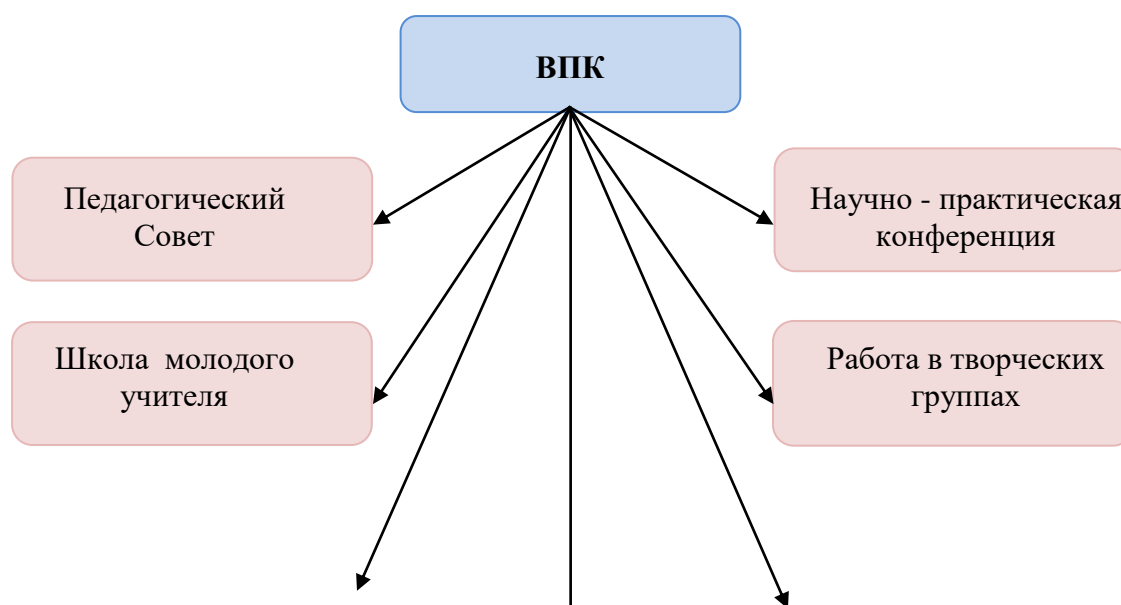 ВПК
Педагогический
Совет
Научно - практическая
конференция
Школа  молодого
учителя
Работа в творческих
группах